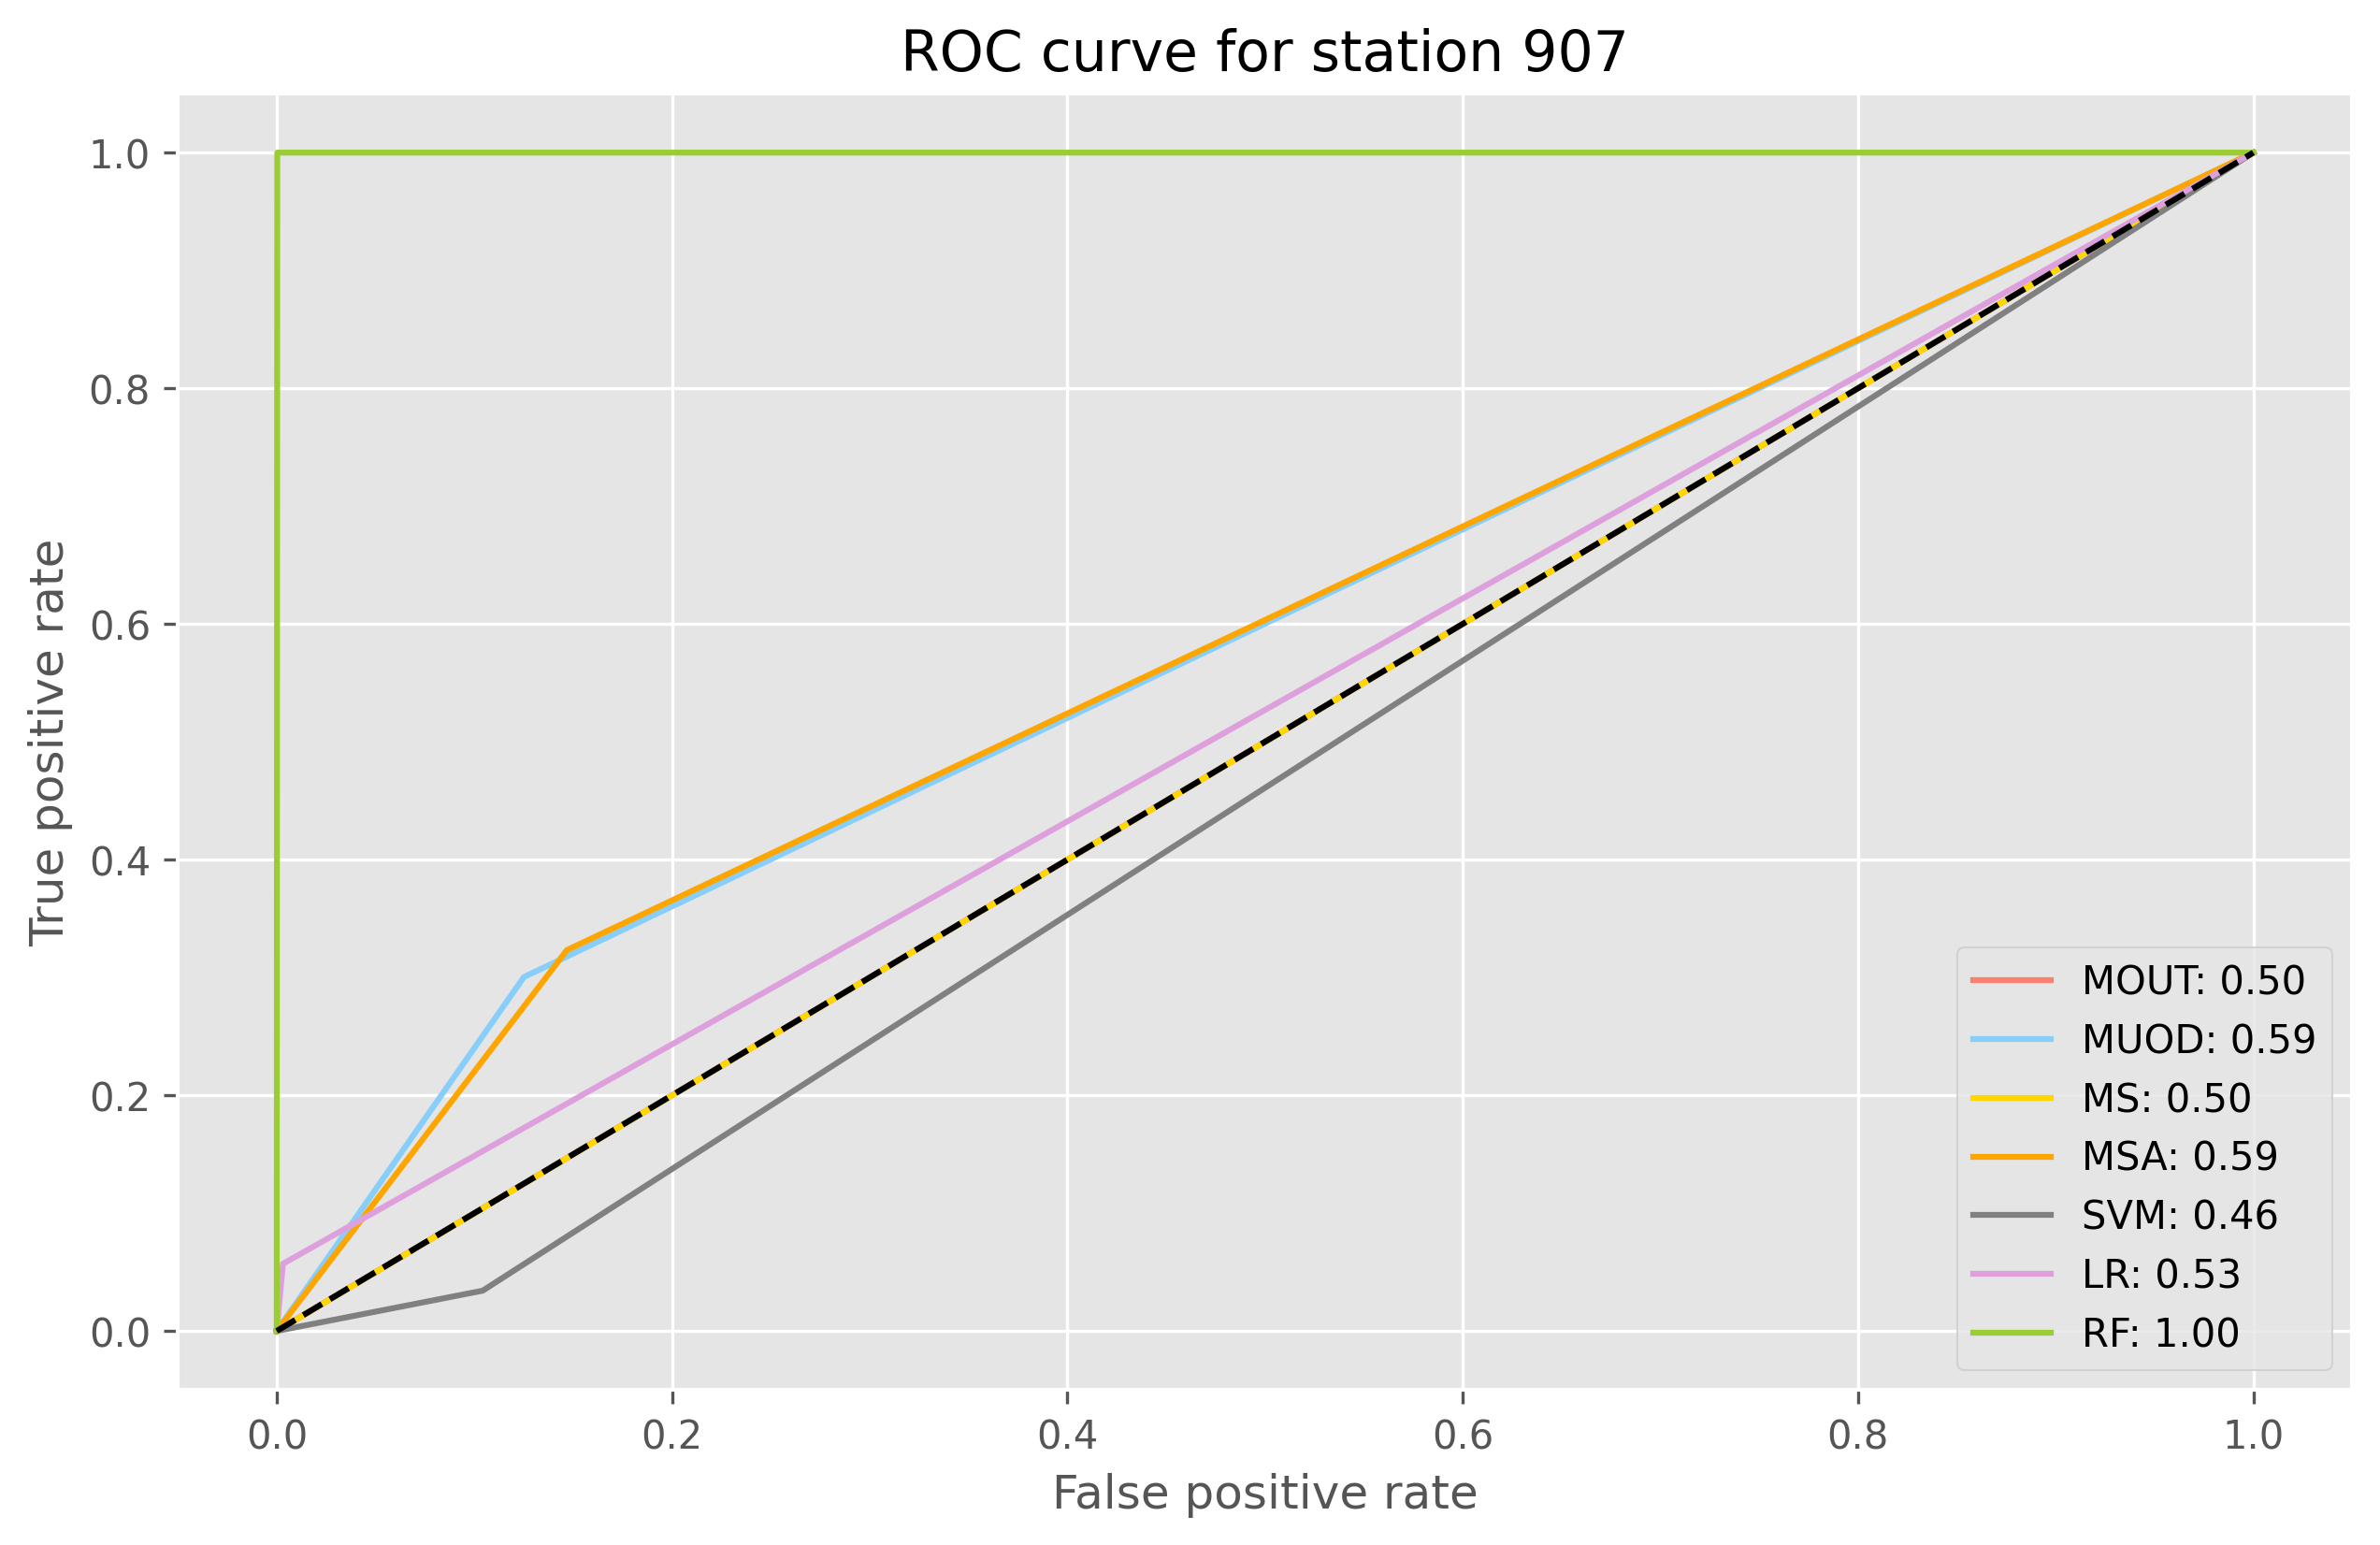 ROC curve for station 907
True positive rate
1.0
0.8
0.6
0.4
0.2
0.0
MOUT: 0.50
MUOD: 0.59
MS: 0.50
MSA: 0.59
SVM: 0.46
LR: 0.53
RF: 1.00
0.0 0.2 0.4 0.6 0.8 1.0
False positive rate